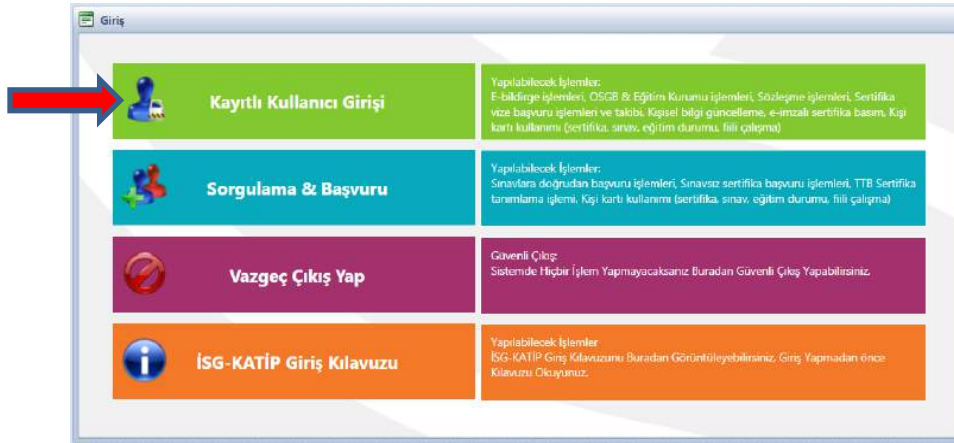 Giriş
Kayıtlı Kullanıcı Girişi
Yapılabilecek İşlemler:
E-bildirge işlemleri, OSGB & Eğitim Kurumu işlemleri, Sözleşme işlemleri, Sertifika
vize başvuru işlemleri ve takibi, Kişisel bilgi güncelleme, e-imzalı sertifika basım, Kişi
kartı kullanımı (sertifika, sınav, eğitim durumu, fiili çalışma)
Sorgulama & Başvuru
Yapılabilecek İşlemler:
Sınavlara doğrudan başvuru işlemleri, Sınavsız sertifika başvuru işlemleri, TTB Sertifika
tanımlama işlemi, Kişi kartı kullanımı (sertifika, sınav, eğitim durumu, fiili çalışma)
Vazgeç Çıkış Yap
Güvenli Çıkış:
Sistemde Hiçbir İşlem Yapmayacaksanız Buradan Güvenli Çıkış Yapabilirsiniz.
İSG-KATİP Giriş Kılavuzu
Yapılabilecek İşlemler
İSG-KATİP Giriş Kılavuzunu Buradan Görüntüleyebilirsiniz, Giriş Yapmadan önce
Kılavuzu Okuyunuz.